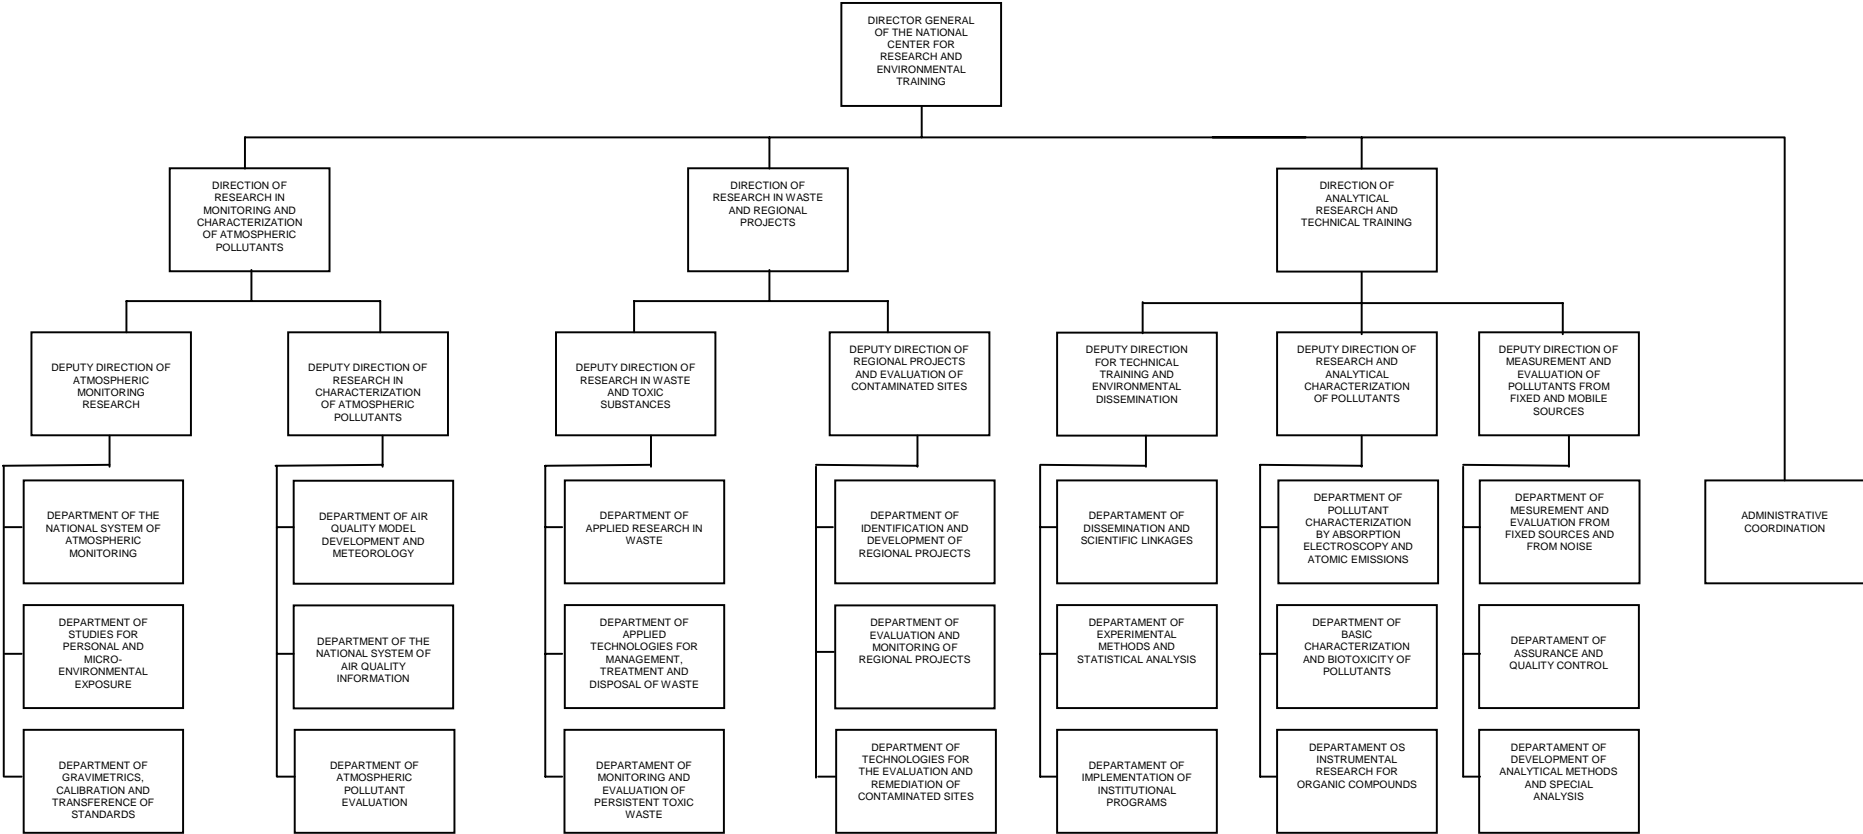 DIRECTOR GENERAL
OF THE NATIONAL
CENTER FOR
RESEARCH AND
ENVIRONMENTAL
TRAINING
DIRECTION OF
RESEARCH IN
MONITORING AND
CHARACTERIZATION
OF ATMOSPHERIC
POLLUTANTS
DIRECTION OF
RESEARCH IN WASTE
AND REGIONAL
PROJECTS
DIRECTION OF
ANALYTICAL
RESEARCH AND
TECHNICAL TRAINING
DEPUTY DIRECTION OF
ATMOSPHERIC
MONITORING
RESEARCH
DEPUTY DIRECTION OF
RESEARCH IN
CHARACTERIZATION
OF ATMOSPHERIC
POLLUTANTS
DEPUTY DIRECTION OF
RESEARCH IN WASTE
AND TOXIC
SUBSTANCES
DEPUTY DIRECTION OF
REGIONAL PROJECTS
AND EVALUATION OF
CONTAMINATED SITES
DEPUTY DIRECTION
FOR TECHNICAL
TRAINING AND
ENVIRONMENTAL
DISSEMINATION
DEPUTY DIRECTION OF
RESEARCH AND
ANALYTICAL
CHARACTERIZATION
OF POLLUTANTS
DEPUTY DIRECTION OF
MEASUREMENT AND
EVALUATION OF
POLLUTANTS FROM
FIXED AND MOBILE
SOURCES
DEPARTMENT OF THE
NATIONAL SYSTEM OF
ATMOSPHERIC
MONITORING
DEPARTMENT OF AIR
QUALITY MODEL
DEVELOPMENT AND
METEOROLOGY
DEPARTMENT OF
APPLIED RESEARCH IN
WASTE
DEPARTMENT OF
IDENTIFICATION AND
DEVELOPMENT OF
REGIONAL PROJECTS
DEPARTAMENT OF
DISSEMINATION AND
SCIENTIFIC LINKAGES
DEPARTMENT OF
POLLUTANT
CHARACTERIZATION
BY ABSORPTION
ELECTROSCOPY AND
ATOMIC EMISSIONS
DEPARTMENT OF
MESUREMENT AND
EVALUATION FROM
FIXED SOURCES AND
FROM NOISE
ADMINISTRATIVE
COORDINATION
DEPARTMENT OF
STUDIES FOR
PERSONAL AND
MICRO-
ENVIRONMENTAL
EXPOSURE
DEPARTMENT OF THE
NATIONAL SYSTEM OF
AIR QUALITY
INFORMATION
DEPARTMENT OF
APPLIED
TECHNOLOGIES FOR
MANAGEMENT,
TREATMENT AND
DISPOSAL OF WASTE
DEPARTMENT OF
EVALUATION AND
MONITORING OF
REGIONAL PROJECTS
DEPARTAMENT OF
EXPERIMENTAL
METHODS AND
STATISTICAL ANALYSIS
DEPARTMENT OF
BASIC
CHARACTERIZATION
AND BIOTOXICITY OF
POLLUTANTS
DEPARTAMENT OF
ASSURANCE AND
QUALITY CONTROL
DEPARTMENT OF
GRAVIMETRICS,
CALIBRATION AND
TRANSFERENCE OF
STANDARDS
DEPARTMENT OF
ATMOSPHERIC
POLLUTANT
EVALUATION
DEPARTAMENT OF
MONITORING AND
EVALUATION OF
PERSISTENT TOXIC
WASTE
DEPARTAMENT OF
TECHNOLOGIES FOR
THE EVALUATION AND
REMEDIATION OF
CONTAMINATED SITES
DEPARTAMENT OF
IMPLEMENTATION OF
INSTITUTIONAL
PROGRAMS
DEPARTAMENT OS
INSTRUMENTAL
RESEARCH FOR
ORGANIC COMPOUNDS
DEPARTAMENT OF
DEVELOPMENT OF
ANALYTICAL METHODS
AND SPECIAL
ANALYSIS